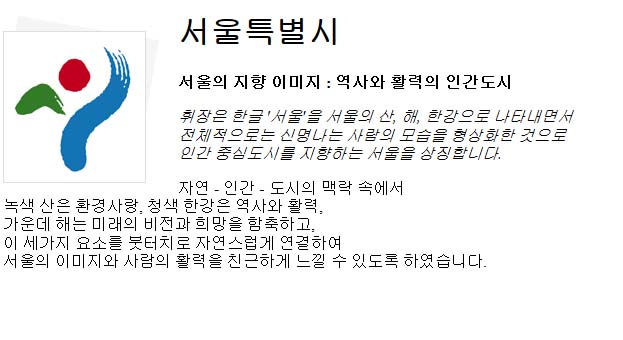 서울특별시
서울의 지향 이미지 : 역사와 활력의 인간도시
휘장은 한글 '서울'을 서울의 산, 해, 한강으로 나타내면서
전체적으로는 신명나는 사람의 모습을 형상화한 것으로
인간 중심도시를 지향하는 서울을 상징합니다.
자연 - 인간 - 도시의 맥락 속에서
녹색 산은 환경사랑, 청색 한강은 역사와 활력,
가운데 해는 미래의 비전과 희망을 함축하고,
이 세가지 요소를 붓터치로 자연스럽게 연결하여
서울의 이미지와 사람의 활력을 친근하게 느낄 수 있도록 하였습니다.